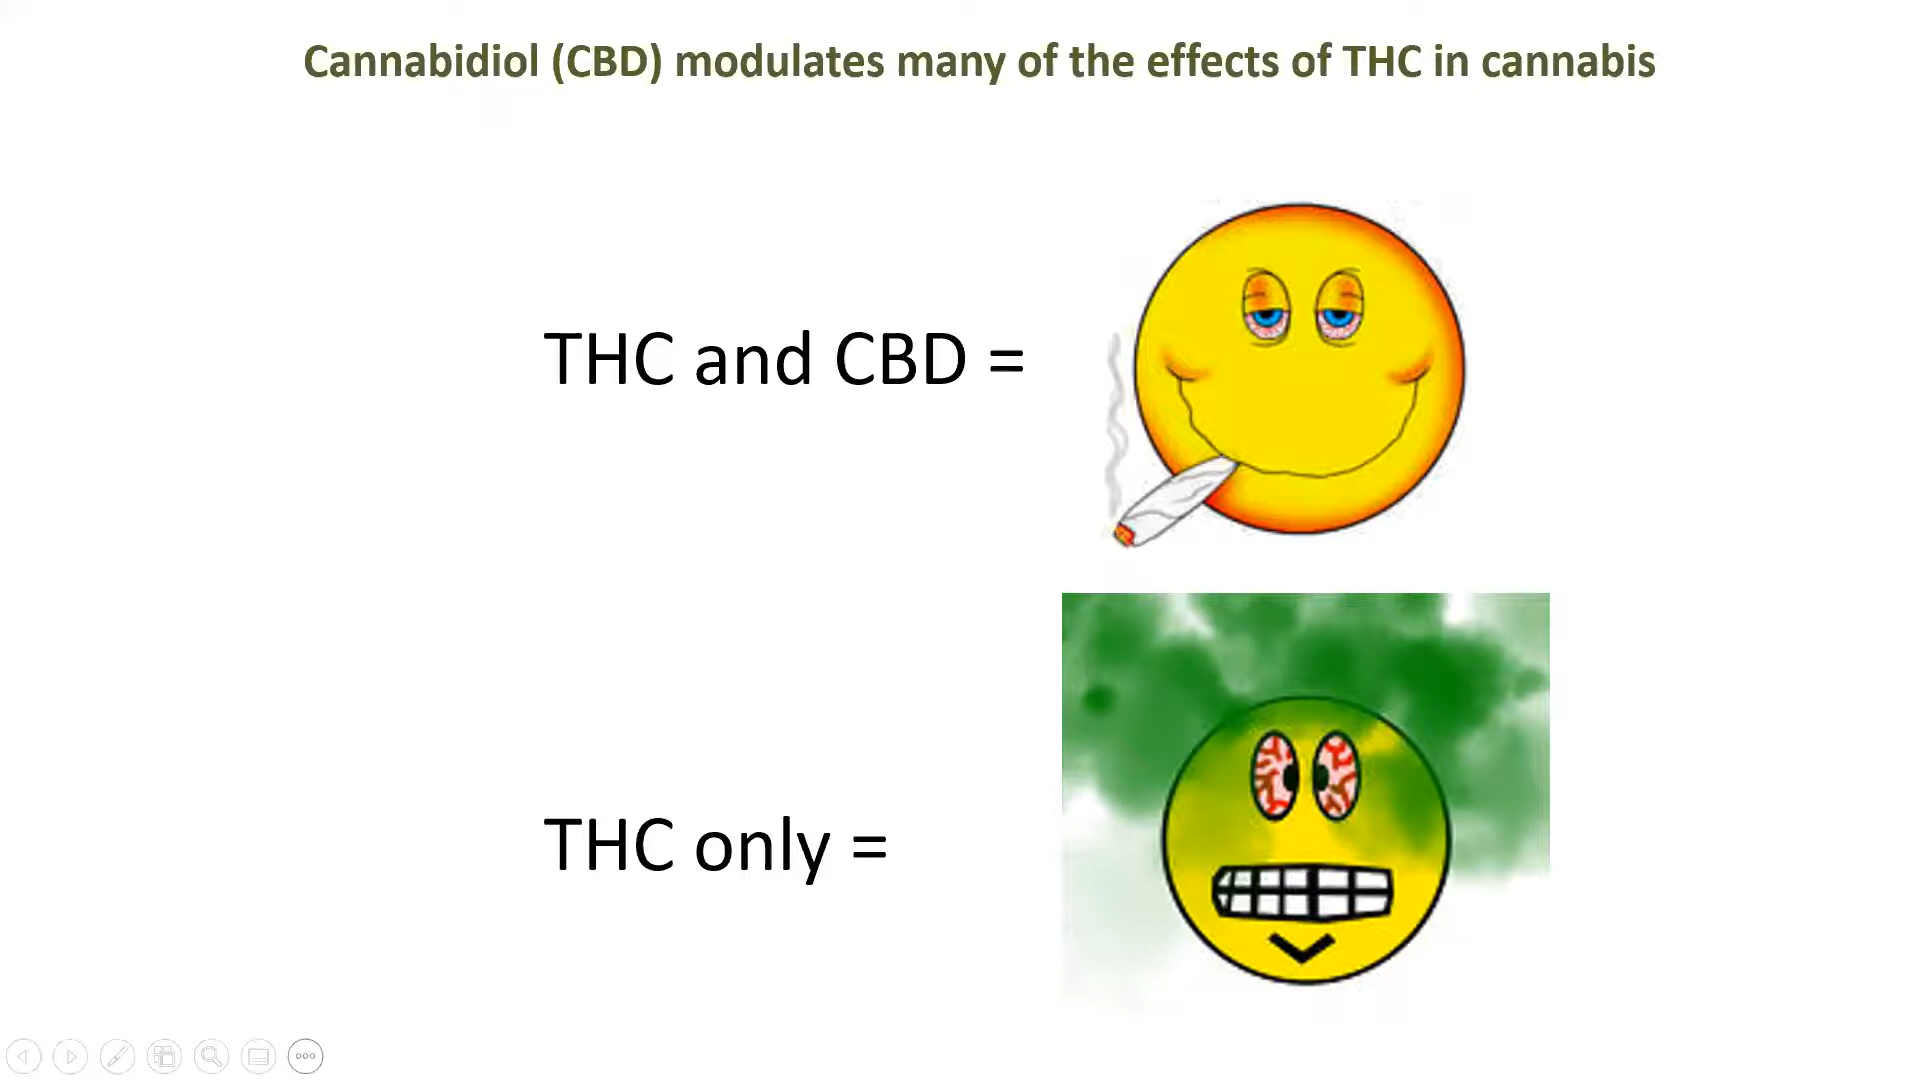 Cannabidiol (CBD) modulates many of the effects of THC in cannabis
THC and CBD =
THC only =